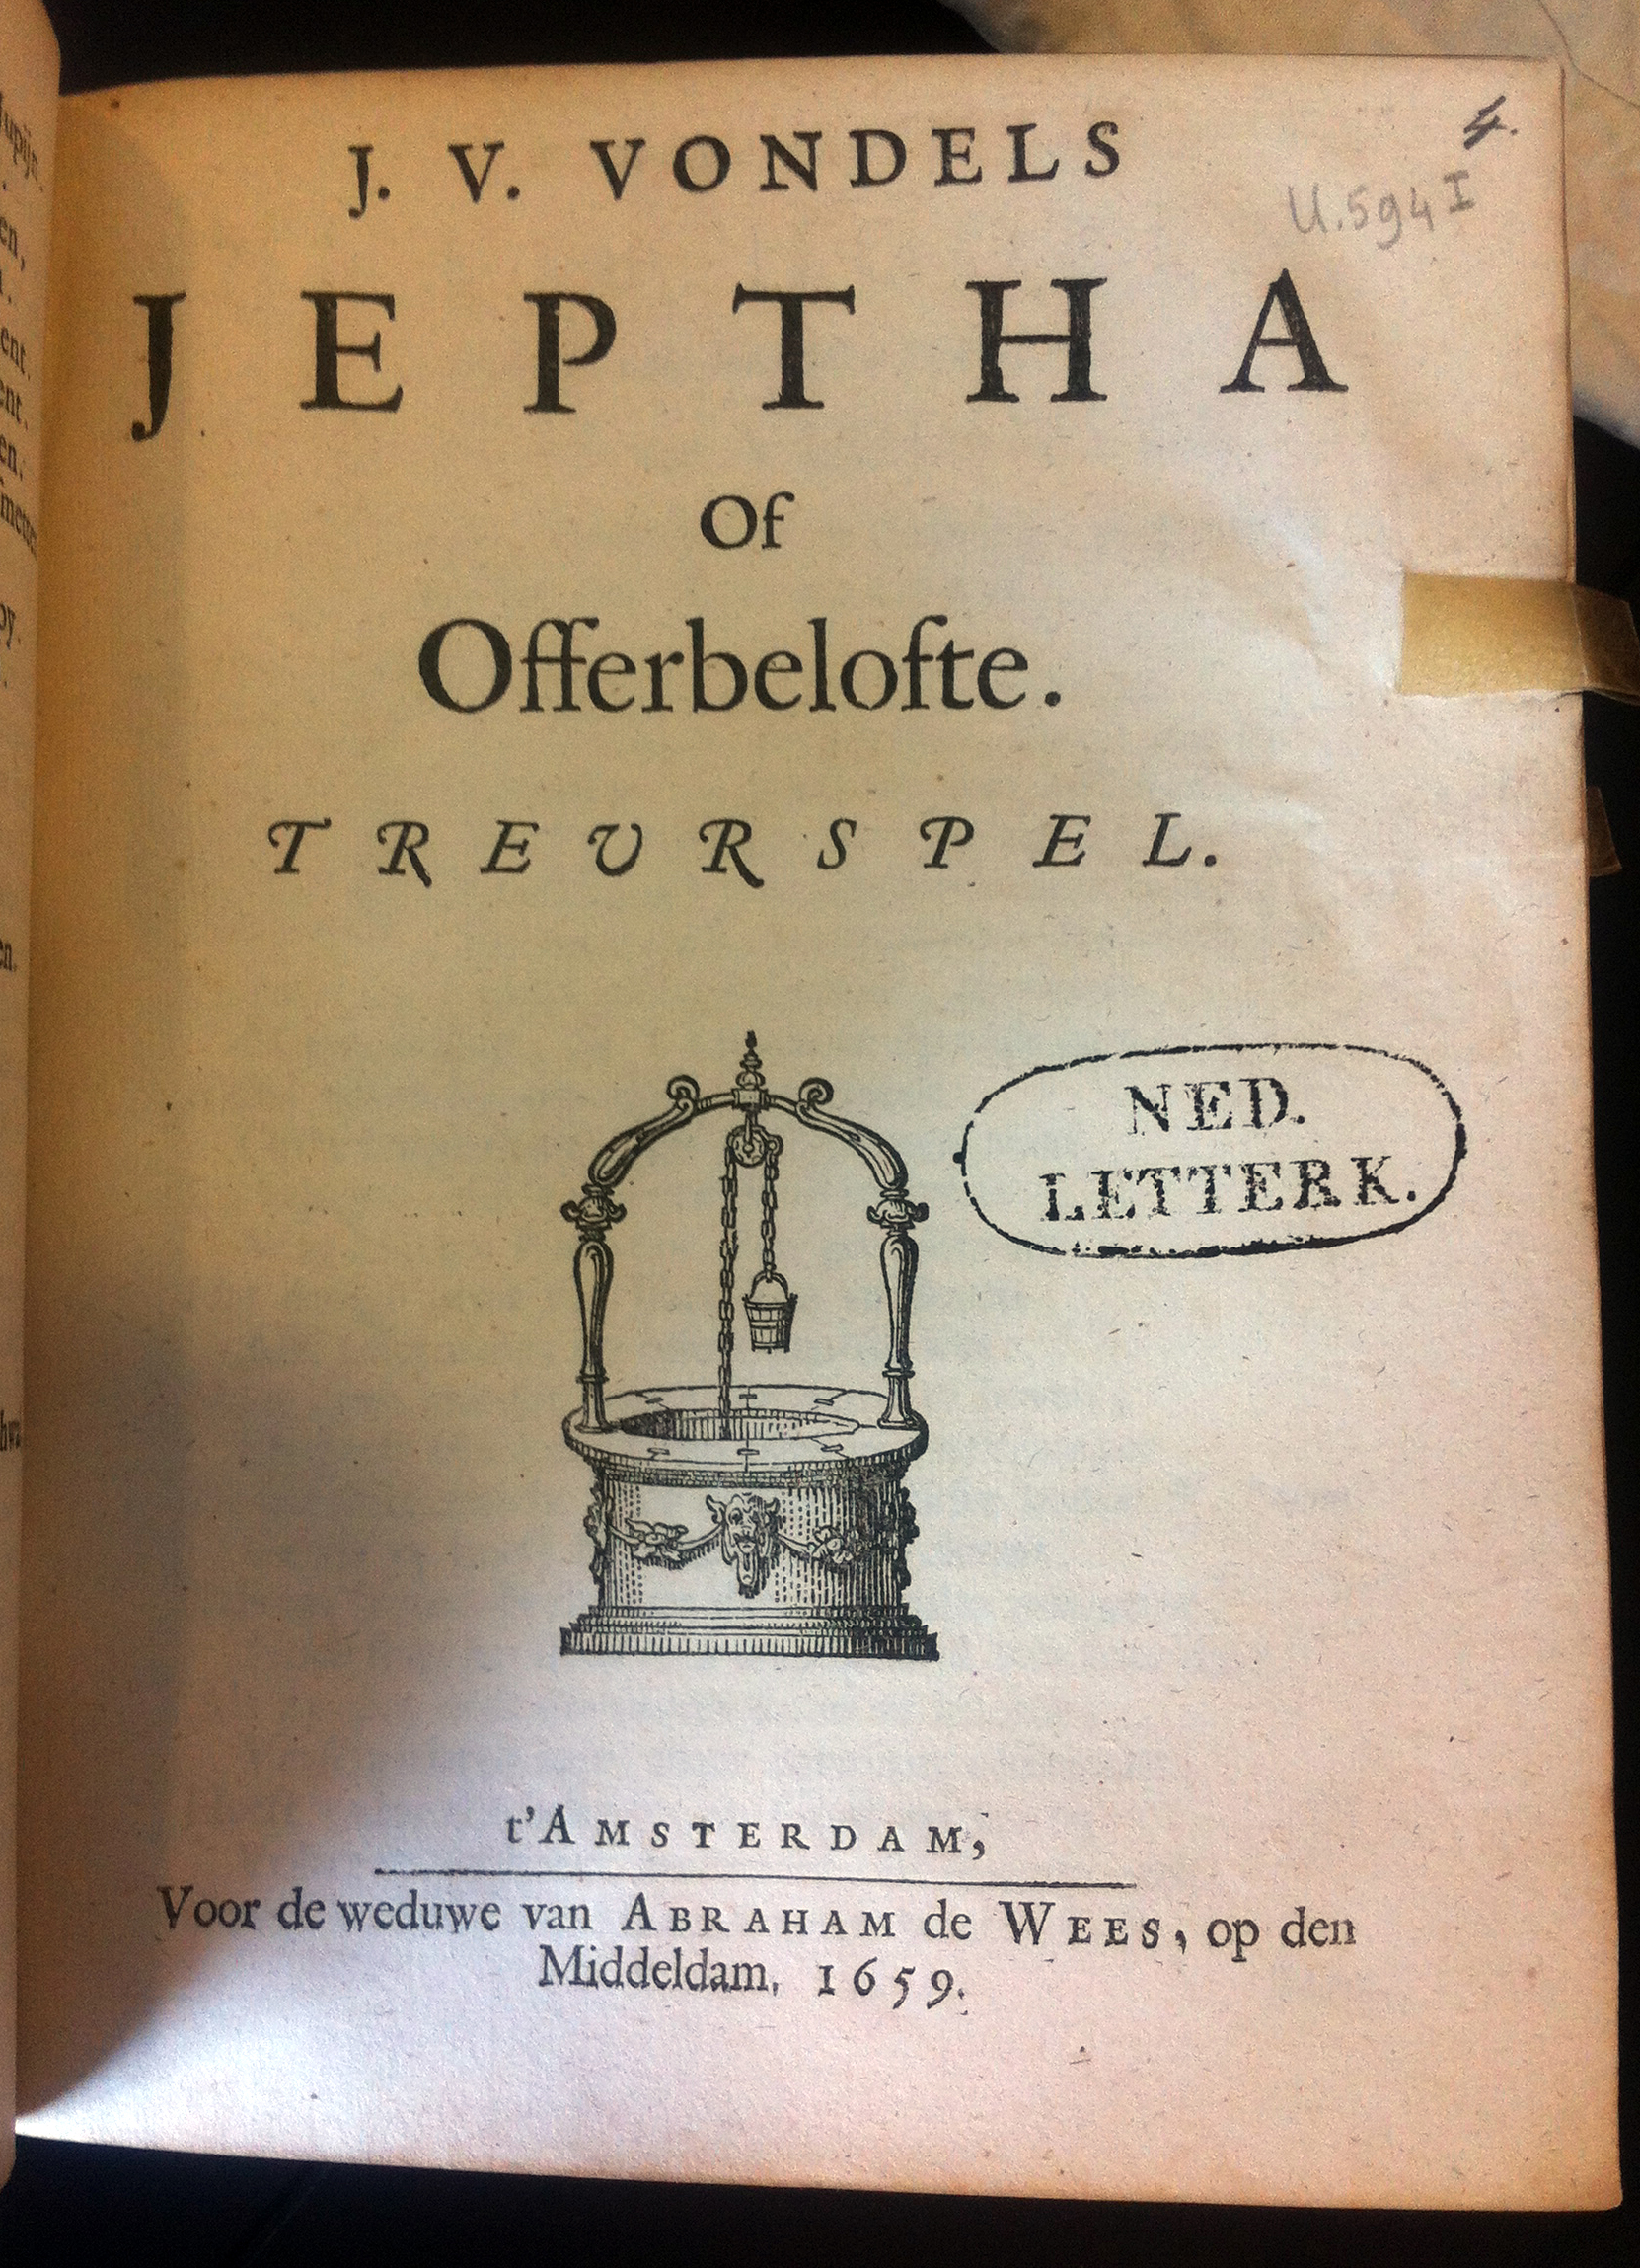 J. V. VONDELS
4.
U.594 I
JEPTHA
Of
Offerbelofte.
TREURSPEL.
NED.
LETTERK.
t'AMSTERDAM,
Voor de weduwe van ABRAHAM de WEES, op den
Middeldam. 1659.